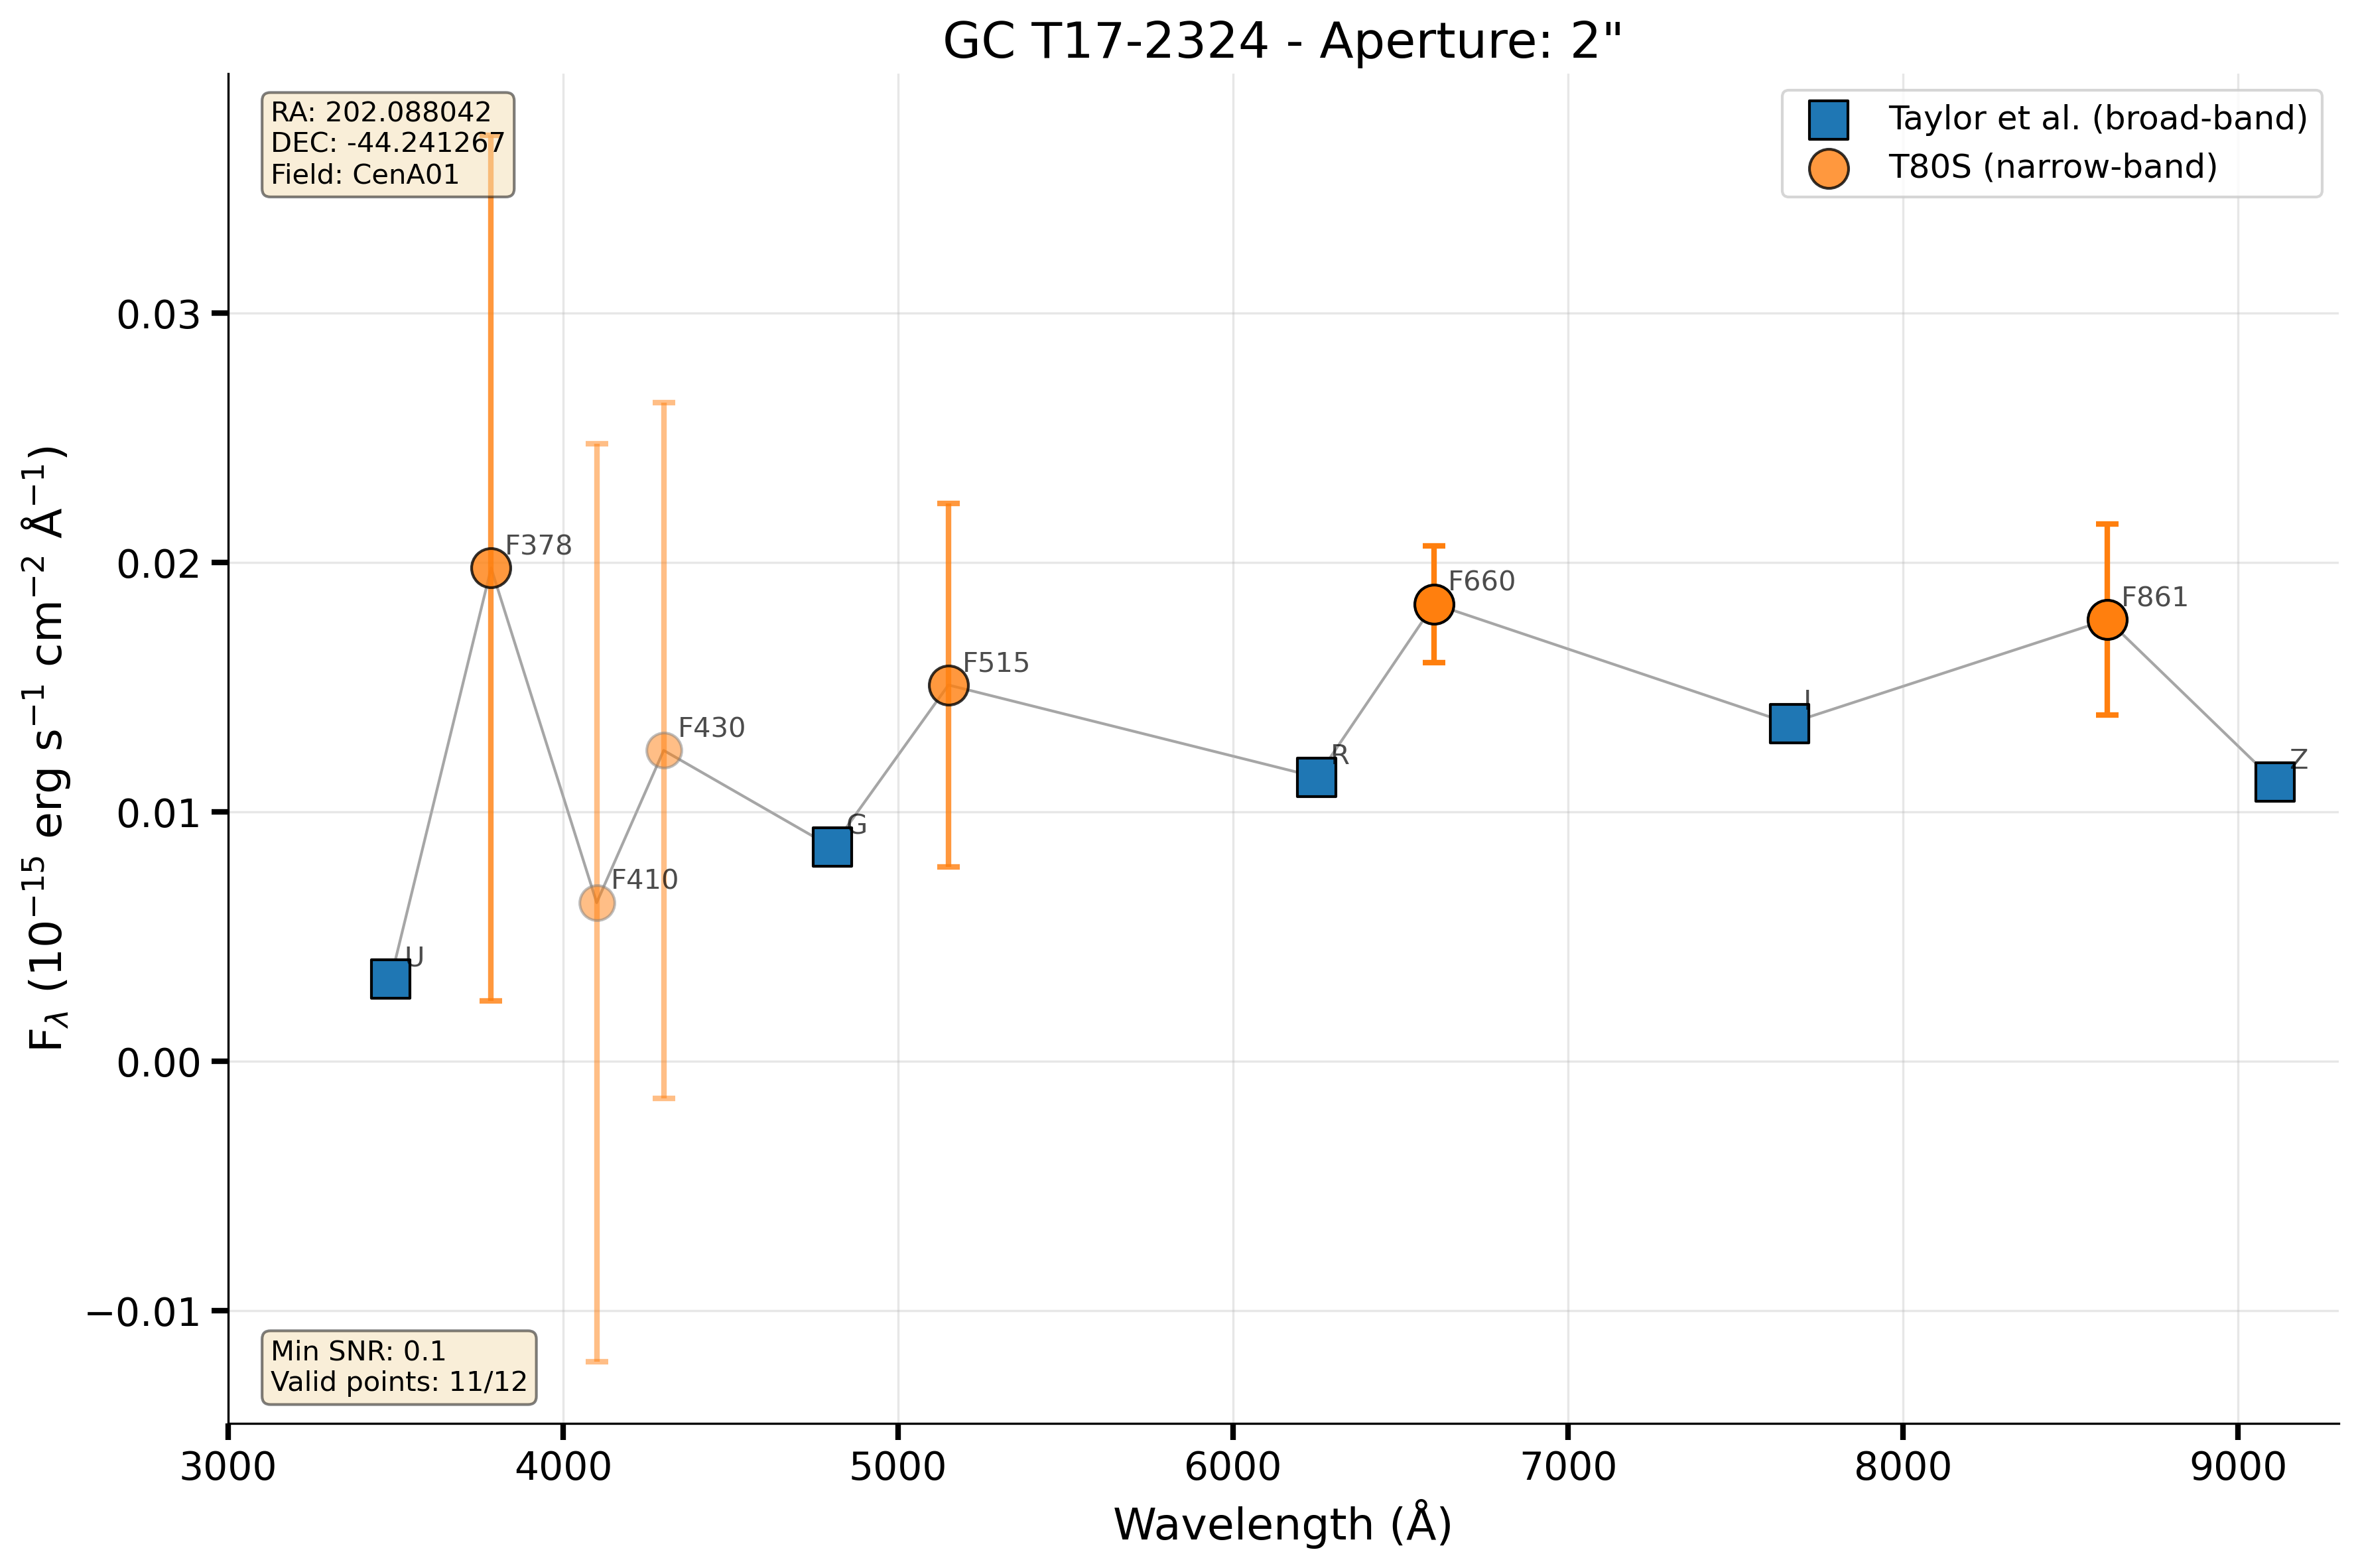 GC T17-2324 - Aperture: 2"
RA: 202.088042
DEC: -44.241267
Field: CenA01
Taylor et al. (broad-band)
T80S (narrow-band)
0.03
0.02
0.01
0.00
−0.01
F$_λ$ (10$^{−15}$ erg s$^{−1}$ cm$^{−2}$ Å$^{−1}$)
U
F378
F410
F430
G
F515
R
F660
I
F861
Z
Min SNR: 0.1
Valid points: 11/12
3000 4000 5000 6000 7000 8000 9000
Wavelength (Å)